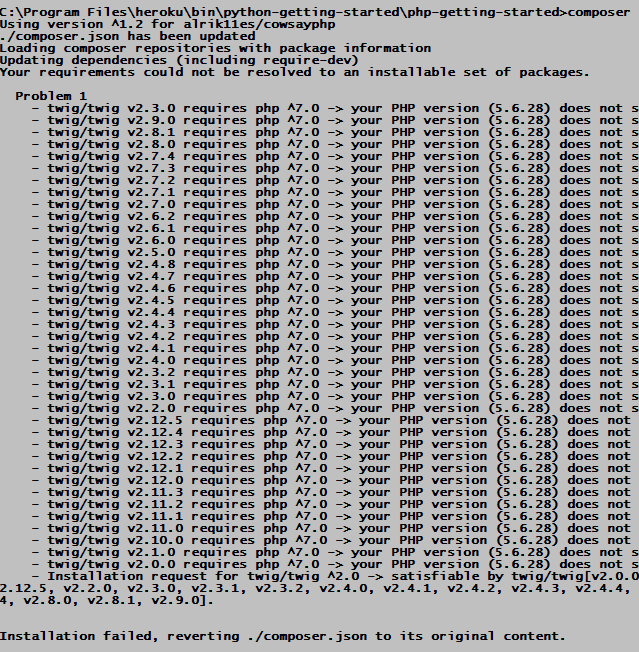 C:\Program Files\heroku\bin\python-getting-started\php-getting-started>composer
Using version ^1.2 for alrik11es/cowsayphp
./composer.json has been updated
Loading composer repositories with package information
Updating dependencies (including require-dev)
Your requirements could not be resolved to an installable set of packages.
Problem 1
- twig/twig v2.3.0 requires php ^7.0 -> your PHP version (5.6.28) does not s
- twig/twig v2.9.0 requires php ^7.0 -> your PHP version (5.6.28) does not s
- twig/twig v2.8.1 requires php ^7.0 -> your PHP version (5.6.28) does not s
- twig/twig v2.8.0 requires php ^7.0 -> your PHP version (5.6.28) does not s
- twig/twig v2.7.4 requires php ^7.0 -> your PHP version (5.6.28) does not s
- twig/twig v2.7.3 requires php ^7.0 -> your PHP version (5.6.28) does not s
- twig/twig v2.7.2 requires php ^7.0 -> your PHP version (5.6.28) does not s
- twig/twig v2.7.1 requires php ^7.0 -> your PHP version (5.6.28) does not s
- twig/twig v2.7.0 requires php ^7.0 -> your PHP version (5.6.28) does not s
- twig/twig v2.6.2 requires php ^7.0 -> your PHP version (5.6.28) does not s
- twig/twig v2.6.1 requires php ^7.0 -> your PHP version (5.6.28) does not s
- twig/twig v2.6.0 requires php ^7.0 -> your PHP version (5.6.28) does not s
- twig/twig v2.5.0 requires php ^7.0 -> your PHP version (5.6.28) does not s
- twig/twig v2.4.8 requires php ^7.0 -> your PHP version (5.6.28) does not s
- twig/twig v2.4.7 requires php ^7.0 -> your PHP version (5.6.28) does not s
- twig/twig v2.4.6 requires php ^7.0 -> your PHP version (5.6.28) does not s
- twig/twig v2.4.5 requires php ^7.0 -> your PHP version (5.6.28) does not s
- twig/twig v2.4.4 requires php ^7.0 -> your PHP version (5.6.28) does not s
- twig/twig v2.4.3 requires php ^7.0 -> your PHP version (5.6.28) does not s
- twig/twig v2.4.2 requires php ^7.0 -> your PHP version (5.6.28) does not s
- twig/twig v2.4.1 requires php ^7.0 -> your PHP version (5.6.28) does not s
- twig/twig v2.4.0 requires php ^7.0 -> your PHP version (5.6.28) does not s
- twig/twig v2.3.2 requires php ^7.0 -> your PHP version (5.6.28) does not s
- twig/twig v2.3.1 requires php ^7.0 -> your PHP version (5.6.28) does not s
- twig/twig v2.3.0 requires php ^7.0 -> your PHP version (5.6.28) does not s
- twig/twig v2.2.0 requires php ^7.0 -> your PHP version (5.6.28) does not s
- twig/twig v2.12.5 requires php ^7.0 -> your PHP version (5.6.28) does not
- twig/twig v2.12.4 requires php ^7.0 -> your PHP version (5.6.28) does not
- twig/twig v2.12.3 requires php ^7.0 -> your PHP version (5.6.28) does not
- twig/twig v2.12.2 requires php ^7.0 -> your PHP version (5.6.28) does not
- twig/twig v2.12.1 requires php ^7.0 -> your PHP version (5.6.28) does not
- twig/twig v2.12.0 requires php ^7.0 -> your PHP version (5.6.28) does not
- twig/twig v2.11.3 requires php ^7.0 -> your PHP version (5.6.28) does not
- twig/twig v2.11.2 requires php ^7.0 -> your PHP version (5.6.28) does not
- twig/twig v2.11.1 requires php ^7.0 -> your PHP version (5.6.28) does not
- twig/twig v2.11.0 requires php ^7.0 -> your PHP version (5.6.28) does not
- twig/twig v2.10.0 requires php ^7.0 -> your PHP version (5.6.28) does not
- twig/twig v2.1.0 requires php ^7.0 -> your PHP version (5.6.28) does not s
- twig/twig v2.0.0 requires php ^7.0 -> your PHP version (5.6.28) does not s
- Installation request for twig/twig ^2.0 -> satisfiable by twig/twig[v2.0.0
2.12.5, v2.2.0, v2.3.0, v2.3.1, v2.3.2, v2.4.0, v2.4.1, v2.4.2, v2.4.3, v2.4.4,
4, v2.8.0, v2.8.1, v2.9.0].
Installation failed, reverting ./composer.json to its original content.